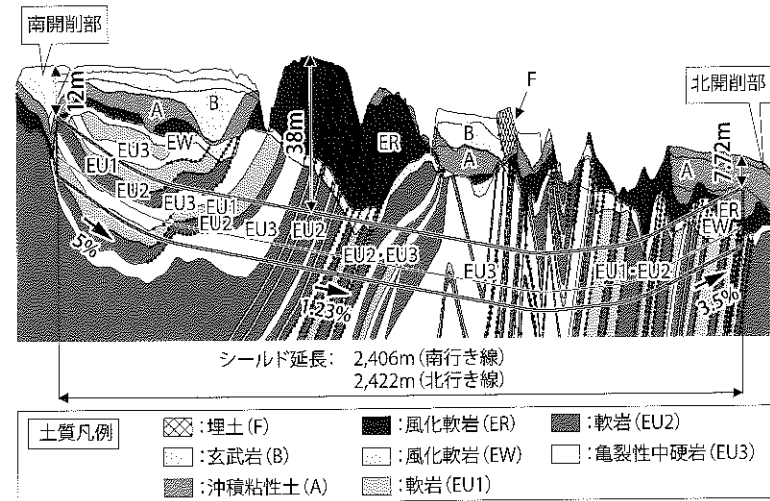 南開削部
F
北開削部
12m
A
B
38m
ER
B
A
A
7.72m
EW
EU3
EU1
EU2
EU3
EU1
EU2
EU3
EU2
EU2・EU3
EU3
EU1・EU2
ER
EW
5%
1.23%
3.5%
シールド延長: 2,406m(南行き線)
2,422m(北行き線)
土質凡例
:埋土(F)
:風化軟岩(ER)
:軟岩(EU2)
:玄武岩(B)
:風化軟岩(EW)
:亀裂性中硬岩(EU3)
:沖積粘性土(A)
:軟岩(EU1)